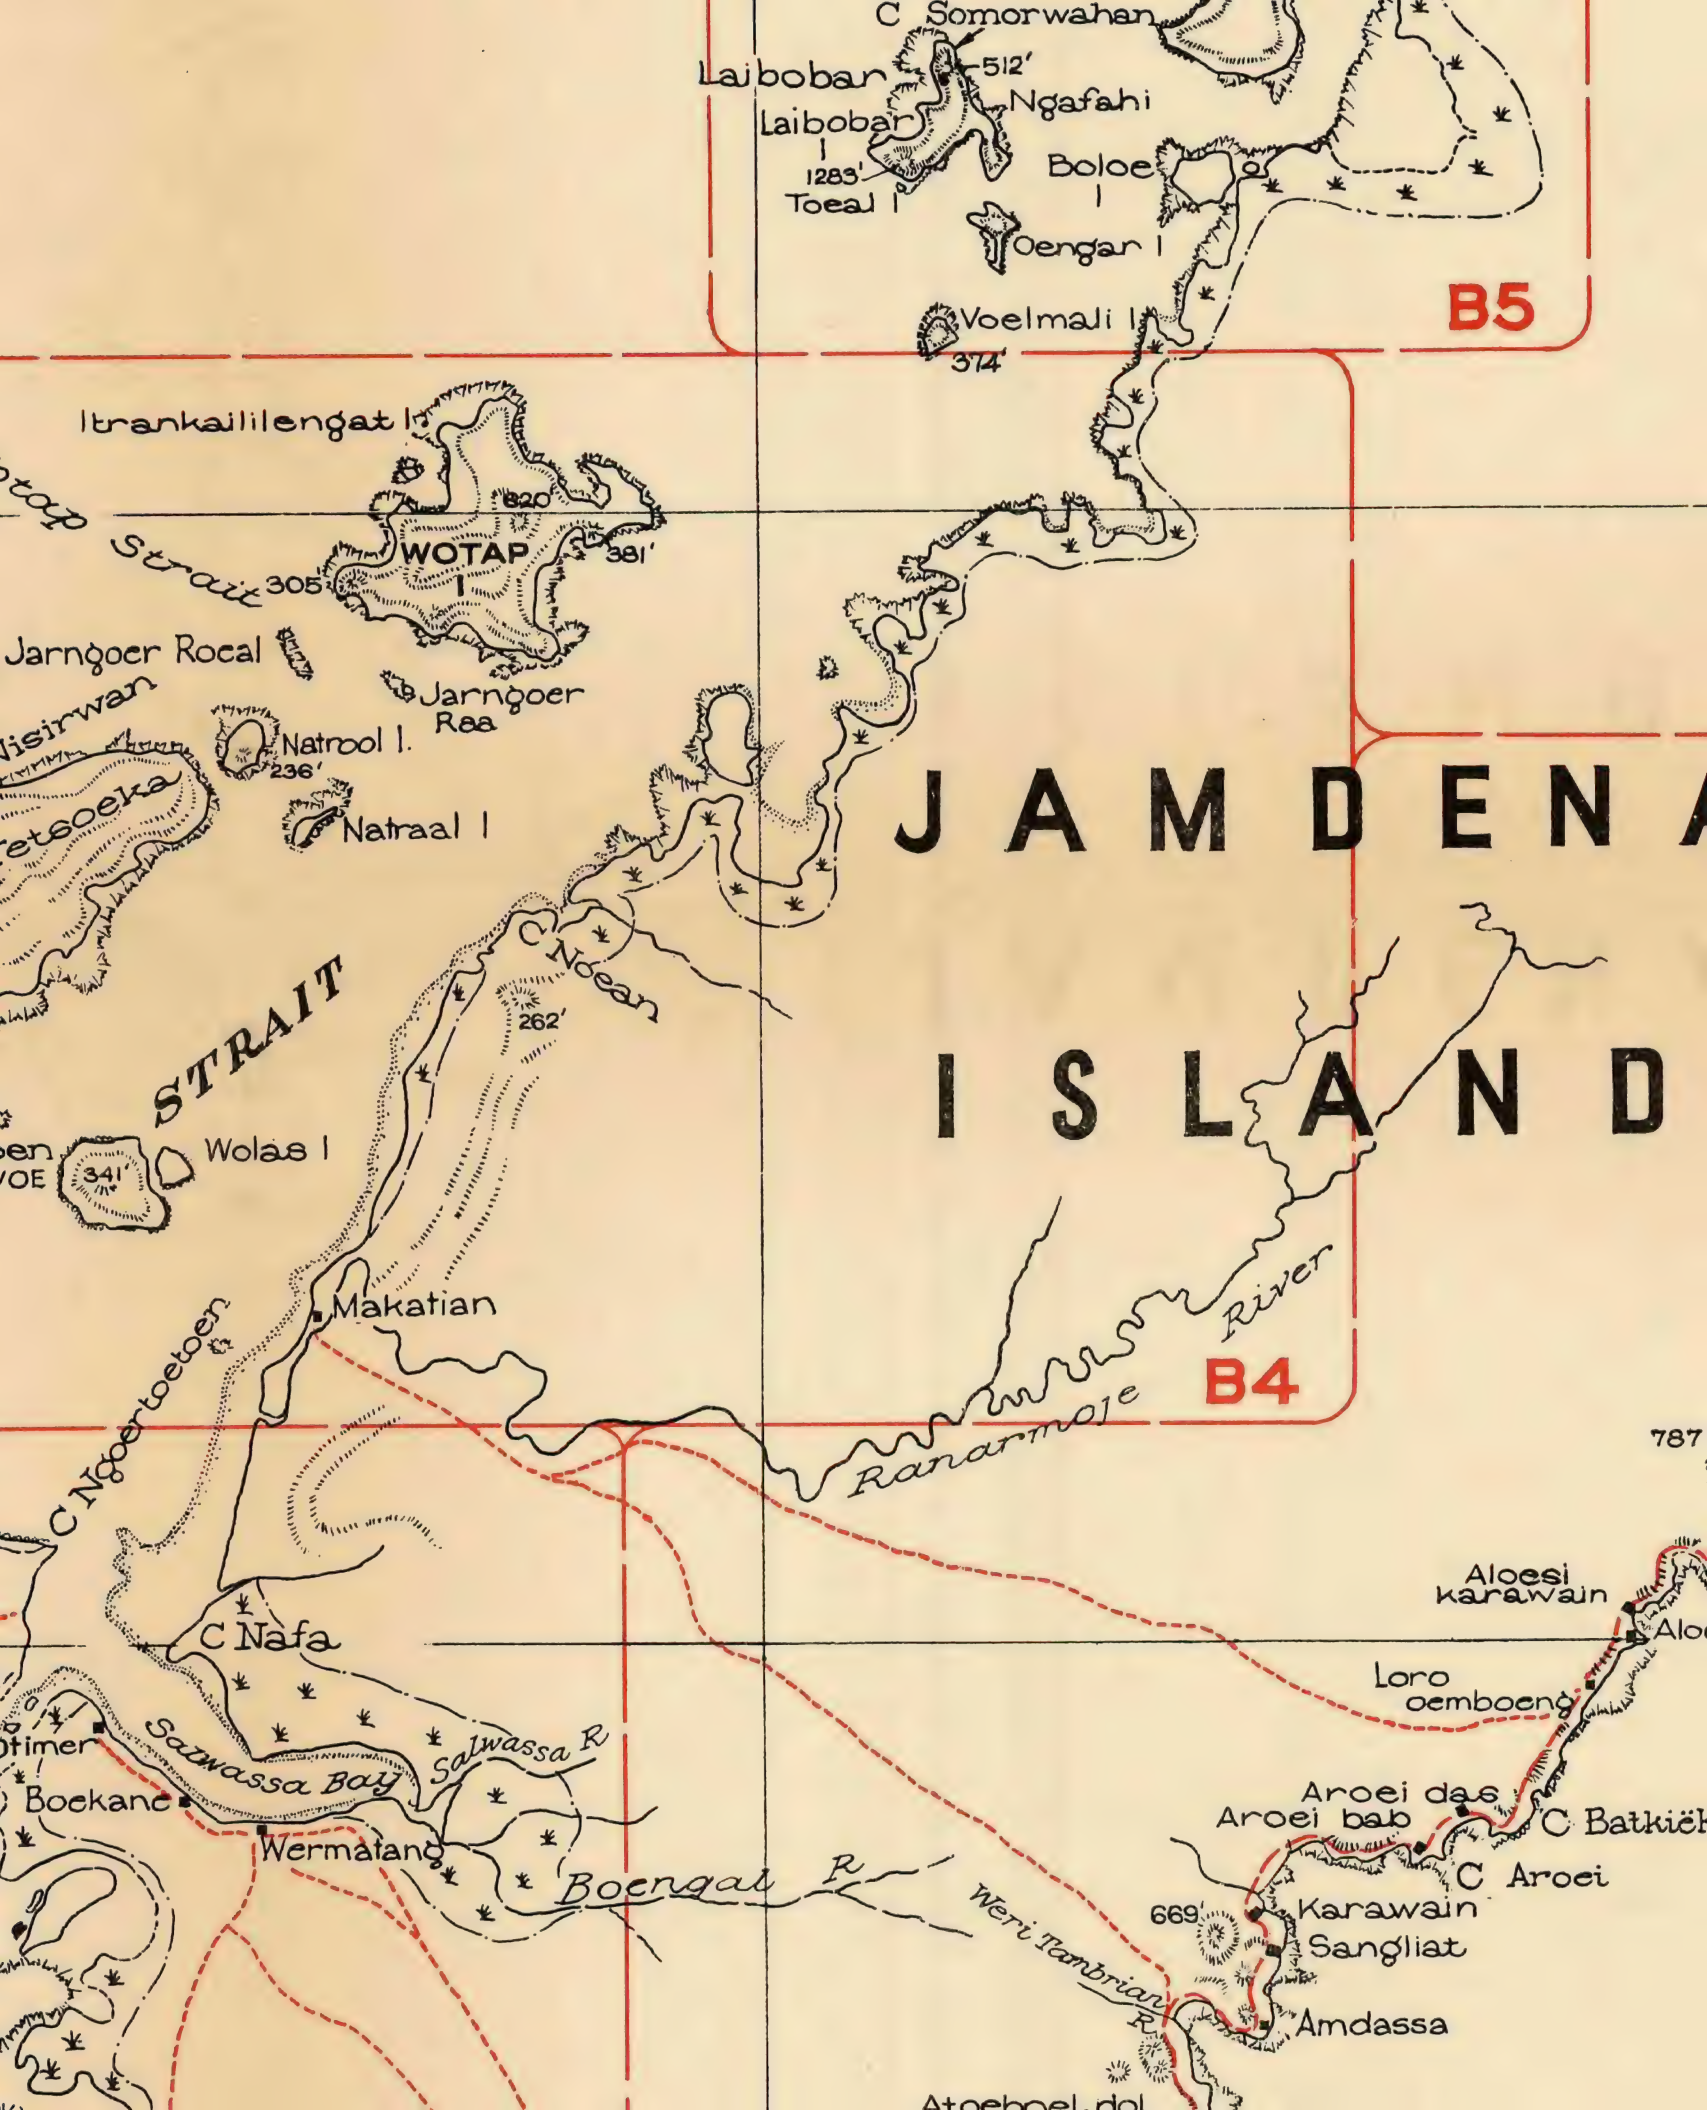 C Somorwahan
512'
Laibobar
Ngafahi
Laibobar
I
1283'
Toeal I
Boloe
I
Oengar I
B5
Voelmali I
374'
Itrankaililengat I
820'
Strait
WOTAP
I
381'
305'
Jarngoer Roeal
Jarngoer
Raa
Natrool I.
236'
Natraal I
JAMDENA
C Noean
262'
STRAIT
ISLAND
Wolas I
341'
Makatian
River
C Ngoertoetoen
B4
Ranarmoje
787
Aloesi
karawain
C Nafa
Loro
oemboeng
Salwassa Bay
Salwassa R
Boekane
Aroei das
Aroei bab
C Batkiëk
Wermatang
C Aroei
Boengal R
Karawain
669'
Sangliat
Weri Tambrian
R
Amdassa